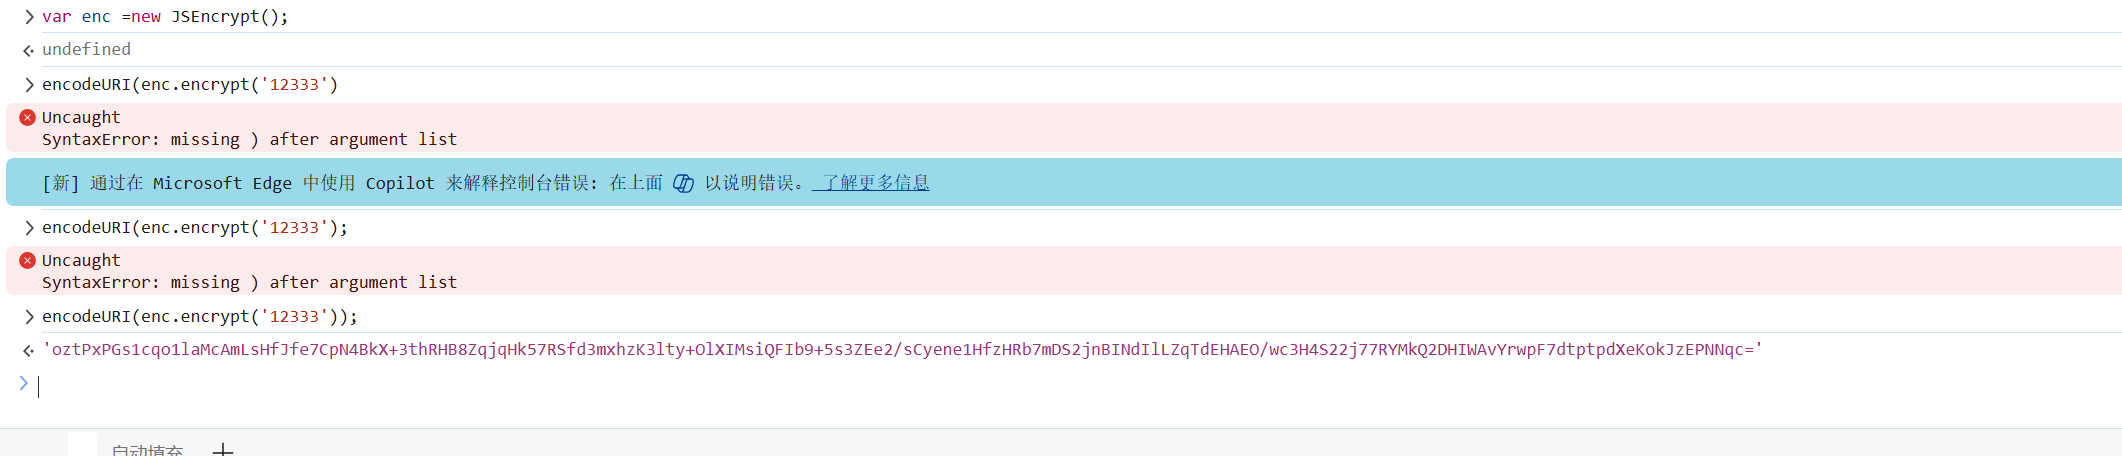 var enc =new JSEncrypt();
undefined
encodeURI(enc.encrypt('12333')
Uncaught
SyntaxError: missing ) after argument list
[新] 通过在 Microsoft Edge 中使用 Copilot 来解释控制台错误: 在上面 以说明错误。 了解更多信息
encodeURI(enc.encrypt('12333');
Uncaught
SyntaxError: missing ) after argument list
encodeURI(enc.encrypt('12333'));
'oztPxPGs1cqo1laMcAmLsHfJfe7CpN4BkX+3thRHB8ZqjqHk57RSfd3mxhzK3lty+OlXIMsiQFIb9+5s3ZEe2/sCyene1HfzHRb7mDS2jnBINdIlLZqTdEHAEO/wc3H4S22j77RYMkQ2DHIWAvYrwpF7dtptpdXeKokJzEPNNqc='
自动填充